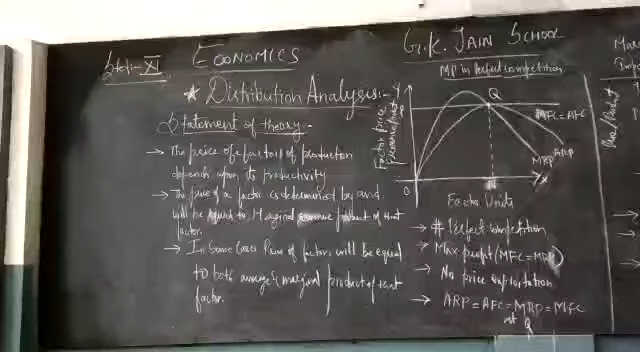 Std:- XI
ECONOMICS
G.K. JAIN SCHOOL
* Distribution Analysis:-
Statement of theory:-
→ The price of a factor of production
depends upon its productivity
→ The price of a factor is determined by and
will be equal to Marginal revenue product of that
factor.
→ In Some Cases Price of factor will be equal
to both average & marginal product of that
factor.
MP in Perfect competition
Y
Q
Factor price
MFC = AFC
ARP
MRP
O
M
X
Factor Units
→ # Perfect competition
→ Max. profit (MFC = MRP)
→ No price exploitation
→ ARP = AFC = MRP = MFC
at Q